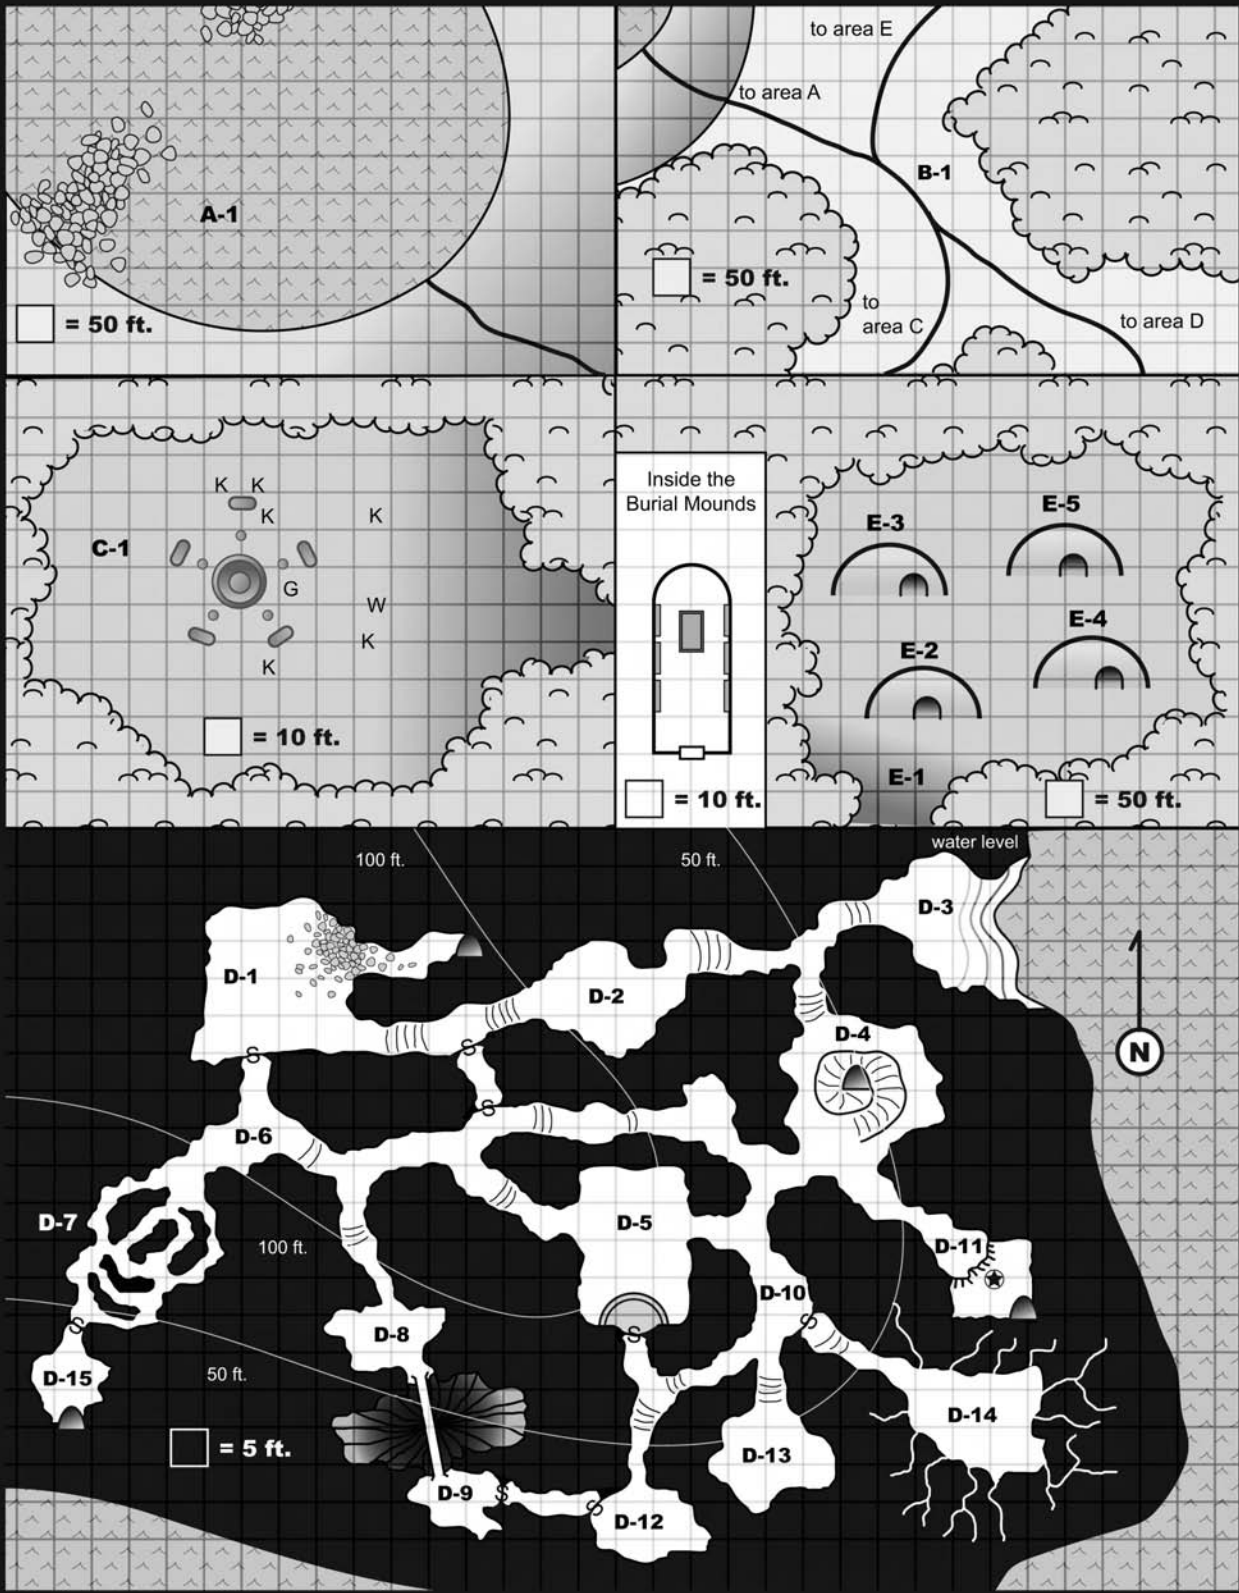 A-1
= 50 ft.
to area E
to area A
B-1
= 50 ft.
to
area C
to area D
K K
K
K
C-1
G
W
K
K
= 10 ft.
Inside the
Burial Mounds
= 10 ft.
E-5
E-3
E-4
E-2
E-1
= 50 ft.
100 ft.
50 ft.
water level
D-3
D-1
D-2
D-4
N
S
S
S
D-6
D-7
D-5
100 ft.
D-11
D-10
S
S
D-8
S
D-15
50 ft.
D-14
= 5 ft.
D-13
D-9
S
S
D-12